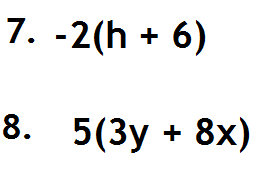 7. -2(h + 6)
8. 5(3y + 8x)